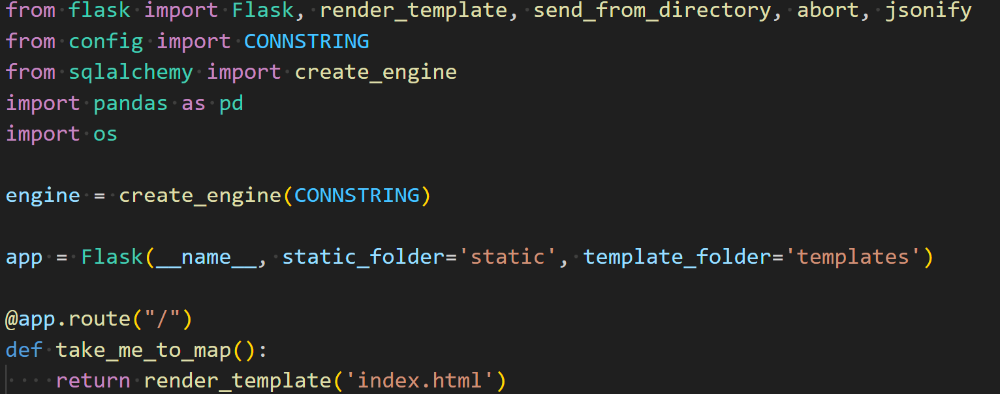 from flask import Flask, render_template, send_from_directory, abort, jsonify
from config import CONNSTRING
from sqlalchemy import create_engine
import pandas as pd
import os
engine = create_engine(CONNSTRING)
app = Flask(__name__, static_folder='static', template_folder='templates')
@app.route("/")
def take_me_to_map():
    return render_template('index.html')